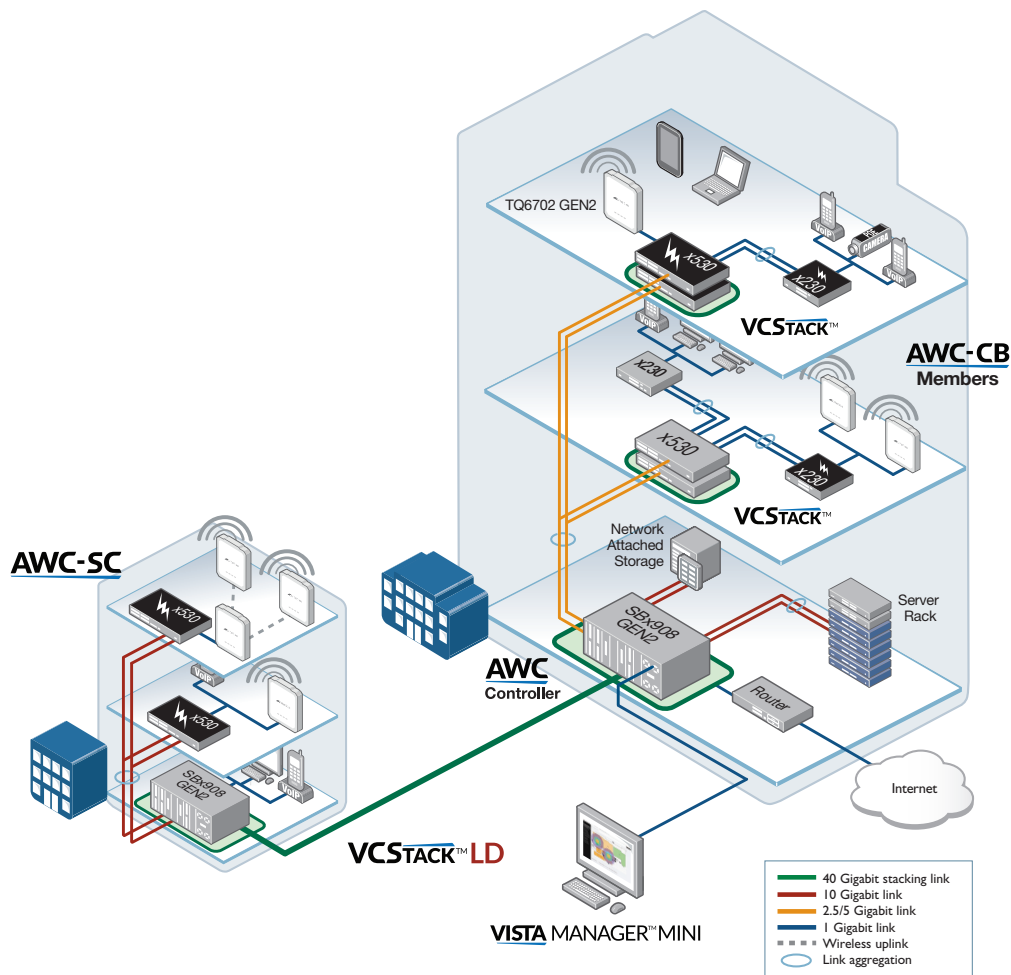 TQ6702 GEN2
VoIP
PoE
CAMERA
VoIP
x530
x230
VCSTACK™
AWC-CB
Members
VoIP
x230
x530
x230
VCSTACK™
Network
Attached
Storage
Server
Rack
SBx908
GEN2
AWC
Controller
Router
Internet
AWC-SC
x530
VoIP
x530
SBx908
GEN2
VoIP
VCSTACK™ LD
VISTA MANAGER™ MINI
40 Gigabit stacking link
10 Gigabit link
2.5/5 Gigabit link
1 Gigabit link
Wireless uplink
Link aggregation